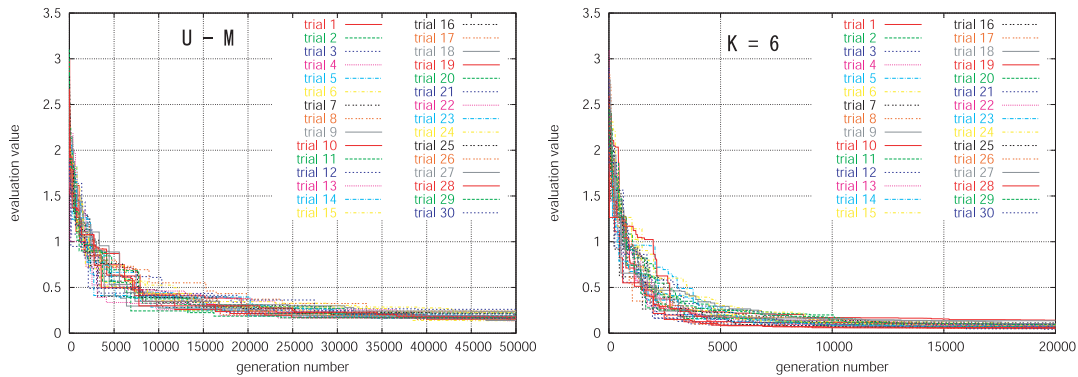 U - M
evaluation value
3.5
3
2.5
2
1.5
1
0.5
0
trial 1
trial 2
trial 3
trial 4
trial 5
trial 6
trial 7
trial 8
trial 9
trial 10
trial 11
trial 12
trial 13
trial 14
trial 15
trial 16
trial 17
trial 18
trial 19
trial 20
trial 21
trial 22
trial 23
trial 24
trial 25
trial 26
trial 27
trial 28
trial 29
trial 30
0 5000 10000 15000 20000 25000 30000 35000 40000 45000 50000
generation number
K = 6
evaluation value
3.5
3
2.5
2
1.5
1
0.5
0
trial 1
trial 2
trial 3
trial 4
trial 5
trial 6
trial 7
trial 8
trial 9
trial 10
trial 11
trial 12
trial 13
trial 14
trial 15
trial 16
trial 17
trial 18
trial 19
trial 20
trial 21
trial 22
trial 23
trial 24
trial 25
trial 26
trial 27
trial 28
trial 29
trial 30
0 5000 10000 15000 20000
generation number